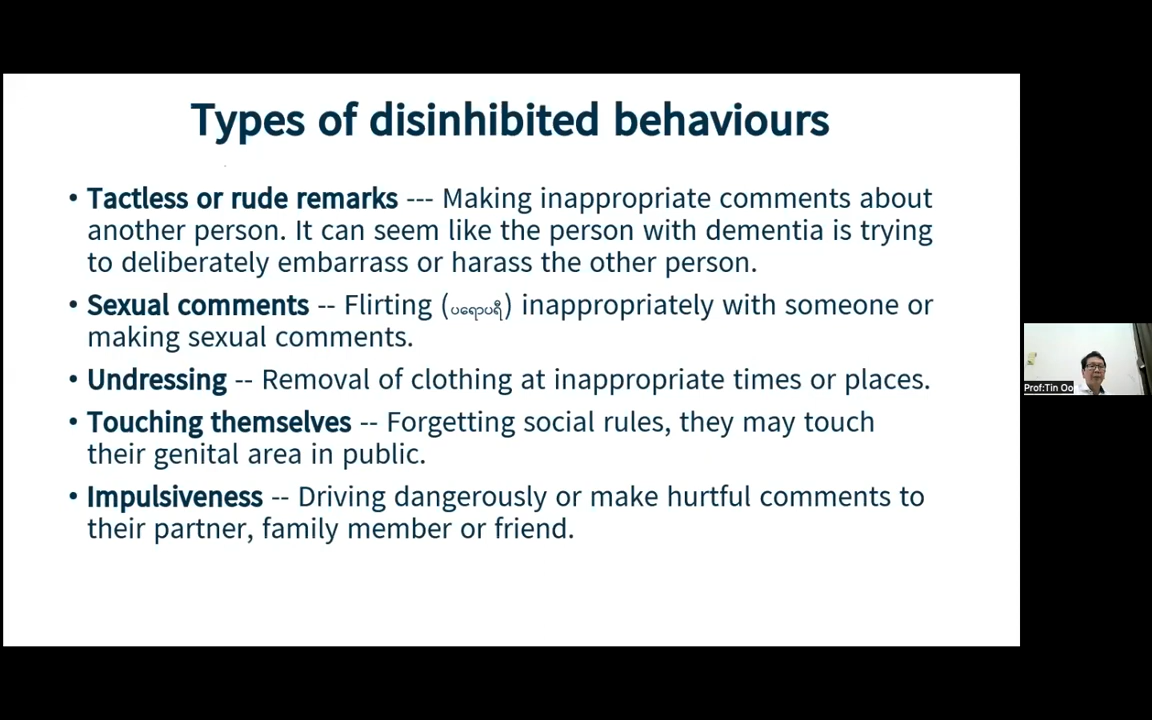 Types of disinhibited behaviours
• Tactless or rude remarks --- Making inappropriate comments about
another person. It can seem like the person with dementia is trying
to deliberately embarrass or harass the other person.
• Sexual comments -- Flirting (ပရောပရီ) inappropriately with someone or
making sexual comments.
• Undressing -- Removal of clothing at inappropriate times or places.
• Touching themselves -- Forgetting social rules, they may touch
their genital area in public.
• Impulsiveness -- Driving dangerously or make hurtful comments to
their partner, family member or friend.
Prof:Tin Oo